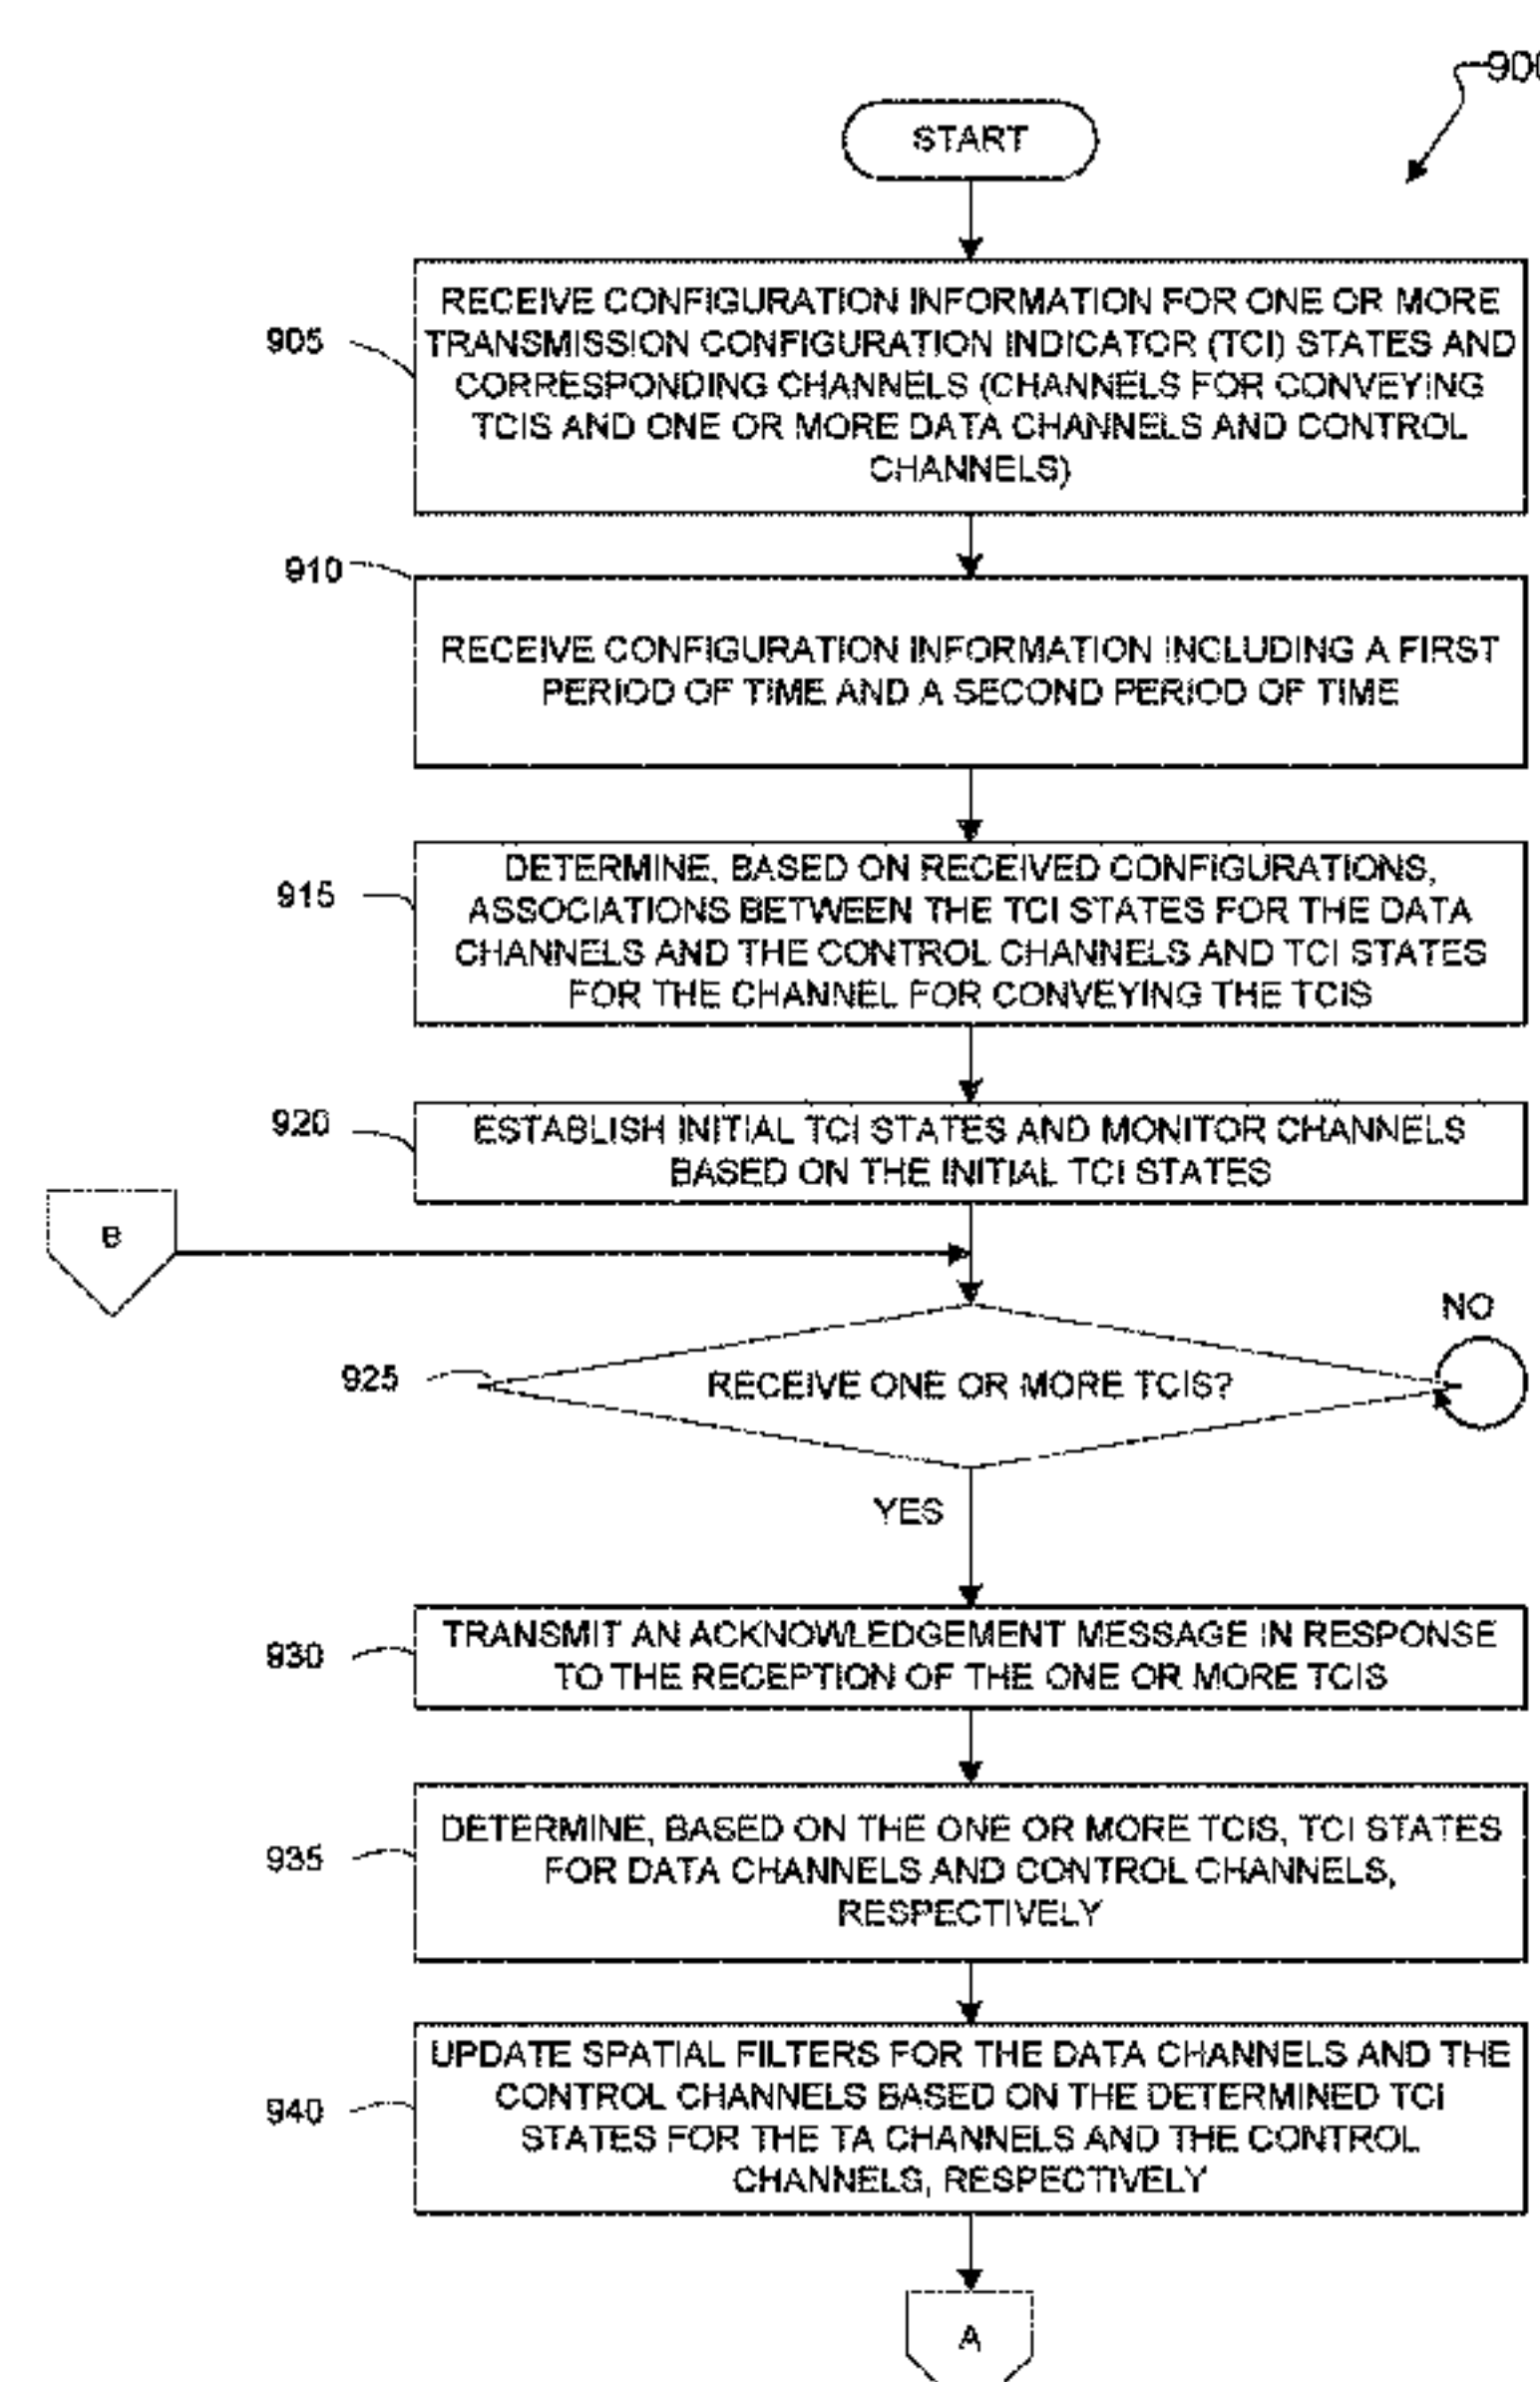 900
START
905
RECEIVE CONFIGURATION INFORMATION FOR ONE OR MORE
TRANSMISSION CONFIGURATION INDICATOR (TCI) STATES AND
CORRESPONDING CHANNELS (CHANNELS FOR CONVEYING
TCIS AND ONE OR MORE DATA CHANNELS AND CONTROL
CHANNELS)
910
RECEIVE CONFIGURATION INFORMATION INCLUDING A FIRST
PERIOD OF TIME AND A SECOND PERIOD OF TIME
915
DETERMINE, BASED ON RECEIVED CONFIGURATIONS,
ASSOCIATIONS BETWEEN THE TCI STATES FOR THE DATA
CHANNELS AND THE CONTROL CHANNELS AND TCI STATES
FOR THE CHANNEL FOR CONVEYING THE TCIS
920
ESTABLISH INITIAL TCI STATES AND MONITOR CHANNELS
BASED ON THE INITIAL TCI STATES
B
NO
925
RECEIVE ONE OR MORE TCIS?
YES
930
TRANSMIT AN ACKNOWLEDGEMENT MESSAGE IN RESPONSE
TO THE RECEPTION OF THE ONE OR MORE TCIS
935
DETERMINE, BASED ON THE ONE OR MORE TCIS, TCI STATES
FOR DATA CHANNELS AND CONTROL CHANNELS,
RESPECTIVELY
940
UPDATE SPATIAL FILTERS FOR THE DATA CHANNELS AND THE
CONTROL CHANNELS BASED ON THE DETERMINED TCI
STATES FOR THE TA CHANNELS AND THE CONTROL
CHANNELS, RESPECTIVELY
A